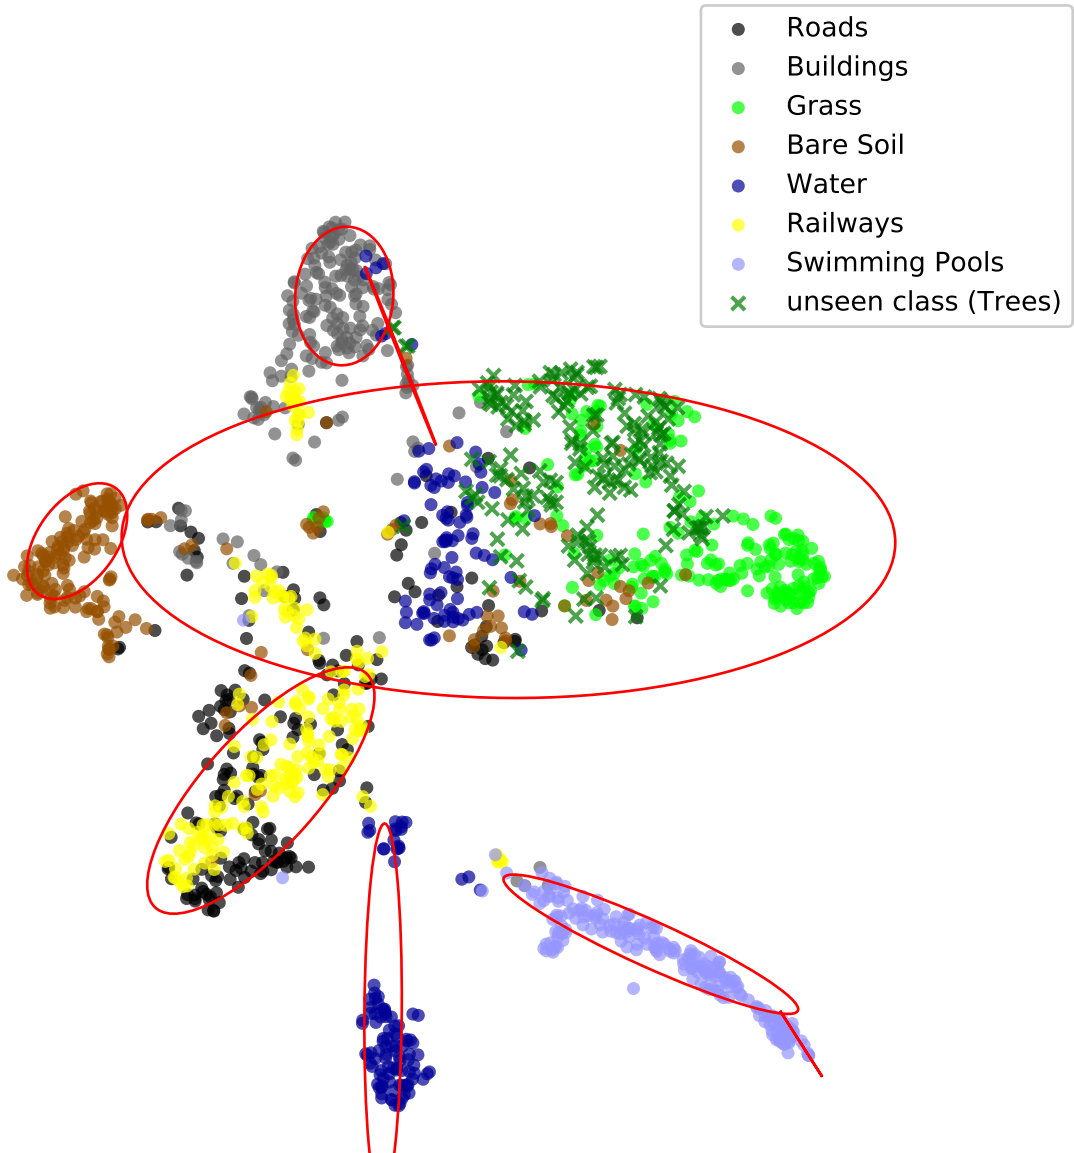 Roads
Buildings
Grass
Bare Soil
Water
Railways
Swimming Pools
unseen class (Trees)